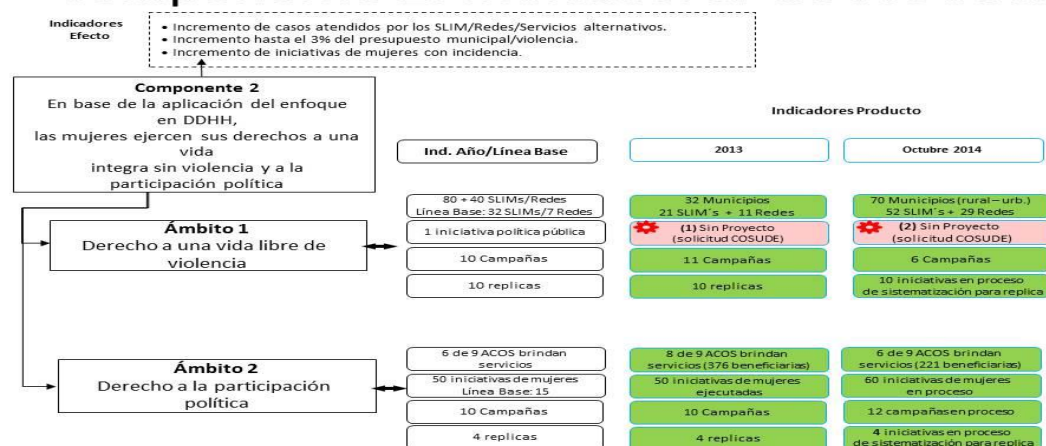 Indicadores
Efecto
• Incremento de casos atendidos por los SLIM/Redes/Servicios alternativos.
• Incremento hasta el 3% del presupuesto municipal/violencia.
• Incremento de iniciativas de mujeres con incidencia.
Componente 2
En base de la aplicación del enfoque
en DDHH,
las mujeres ejercen sus derechos a una
vida
integra sin violencia y a la
participación política
Indicadores Producto
Ind. Año/Línea Base
2013
Octubre 2014
Ámbito 1
Derecho a una vida libre de
violencia
80 + 40 SLIMs/Redes
Línea Base: 32 SLIMs/7 Redes
32 Municipios
21 SLIM´s + 11 Redes
70 Municipios (rural – urb.)
52 SLIM´s + 29 Redes
1 iniciativa política pública
(1) Sin Proyecto
(solicitud COSUDE)
(2) Sin Proyecto
(solicitud COSUDE)
10 Campañas
11 Campañas
6 Campañas
10 replicas
10 replicas
10 iniciativas en proceso
de sistematización para replica
Ámbito 2
Derecho a la participación
política
6 de 9 ACOS brindan
servicios
8 de 9 ACOS brindan
servicios (376 beneficiarias)
6 de 9 ACOS brindan
servicios (221 beneficiarias)
50 iniciativas de mujeres
Línea Base: 15
50 iniciativas de mujeres
ejecutadas
60 iniciativas de mujeres
en proceso
10 Campañas
10 Campañas
12 campañas en proceso
4 replicas
4 replicas
4 iniciativas en proceso
de sistematización para replica